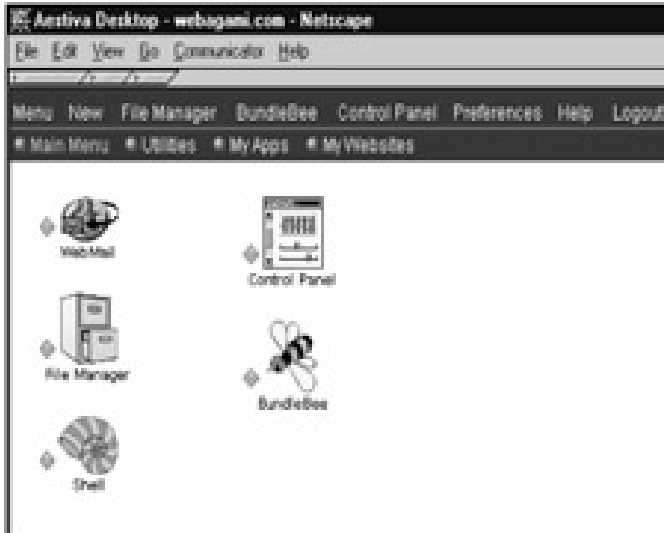 Aestiva Desktop - webagami.com - Netscape
File Edit View Go Communicator Help
Menu New File Manager BundleBee Control Panel Preferences Help Logout
Main Menu Utilities My Apps My Websites
WebMail
Control Panel
File Manager
BundleBee
Shell